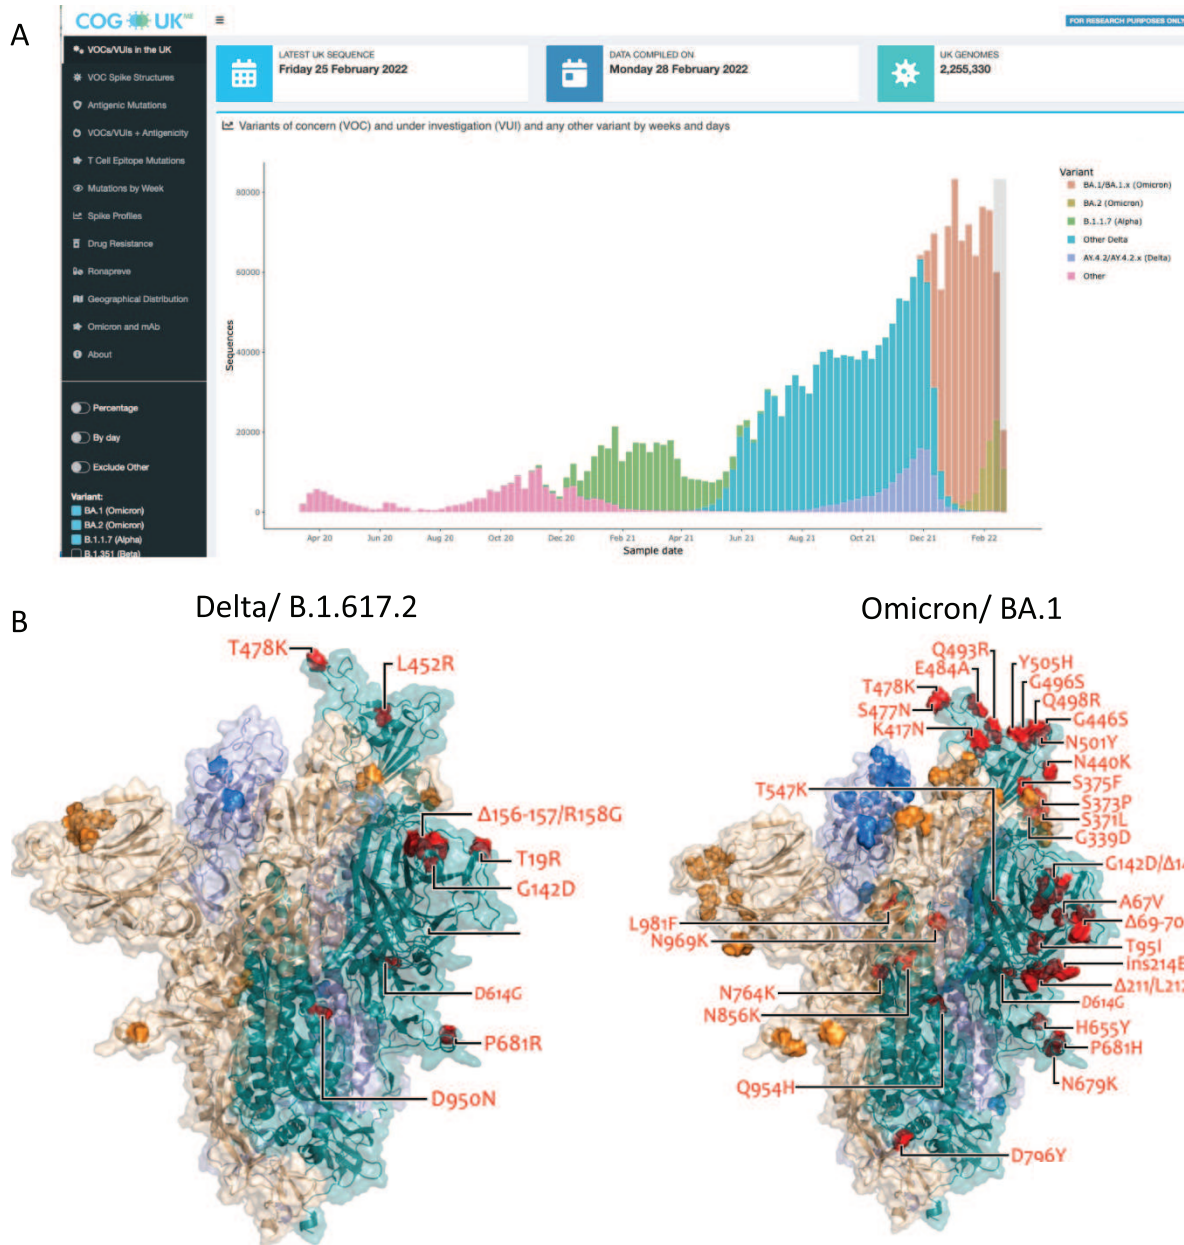 A
COG UK ME
FOR RESEARCH PURPOSES ONLY
VOCs/VUIs in the UK
VOC Spike Structures
Antigenic Mutations
VOCs/VUIs + Antigenicity
T Cell Epitope Mutations
Mutations by Week
Spike Profiles
Drug Resistance
Ronapreve
Geographical Distribution
Omicron and mAb
About
Percentage
By day
Exclude Other
Variant:
BA.1 (Omicron)
BA.2 (Omicron)
B.1.1.7 (Alpha)
B.1.351 (Beta)
LATEST UK SEQUENCE
Friday 25 February 2022
DATA COMPILED ON
Monday 28 February 2022
UK GENOMES
2,255,330
Variants of concern (VOC) and under investigation (VUI) and any other variant by weeks and days
Sequences
80000
60000
40000
20000
0
Apr 20 Jun 20 Aug 20 Oct 20 Dec 20 Feb 21 Apr 21 Jun 21 Aug 21 Oct 21 Dec 21 Feb 22
Sample date
Variant
BA.1/BA.1.x (Omicron)
BA.2 (Omicron)
B.1.1.7 (Alpha)
Other Delta
AY.4.2/AY.4.2.x (Delta)
Other
B
Delta/ B.1.617.2
T478K
L452R
Δ156-157/R158G
T19R
G142D
D614G
P681R
D950N
Omicron/ BA.1
Q493R
E484A
T478K
S477N
K417N
Y505H
G496S
Q498R
G446S
N501Y
N440K
S375F
S373P
S371L
G339D
T547K
G142D/Δ14
A67V
Δ69-70
T95I
ins214E
Δ211/L212
D614G
H655Y
P681H
N679K
L981F
N969K
N764K
N856K
Q954H
D796Y